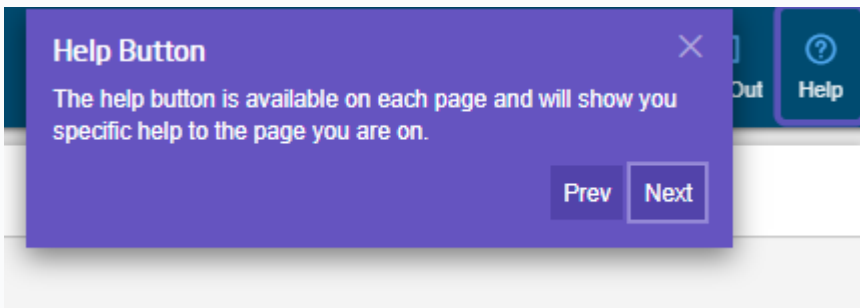 Help Button
The help button is available on each page and will show you
specific help to the page you are on.
Prev Next
Out
Help